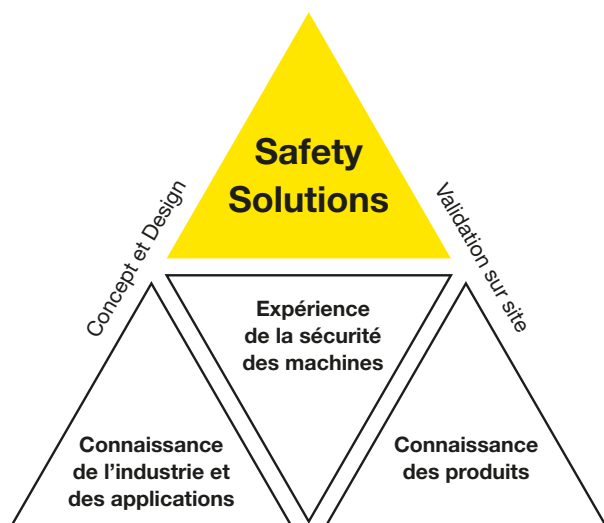 Safety
Solutions
Concept et Design
Validation sur site
Expérience
de la sécurité
des machines
Connaissance
de l’industrie et
des applications
Connaissance
des produits